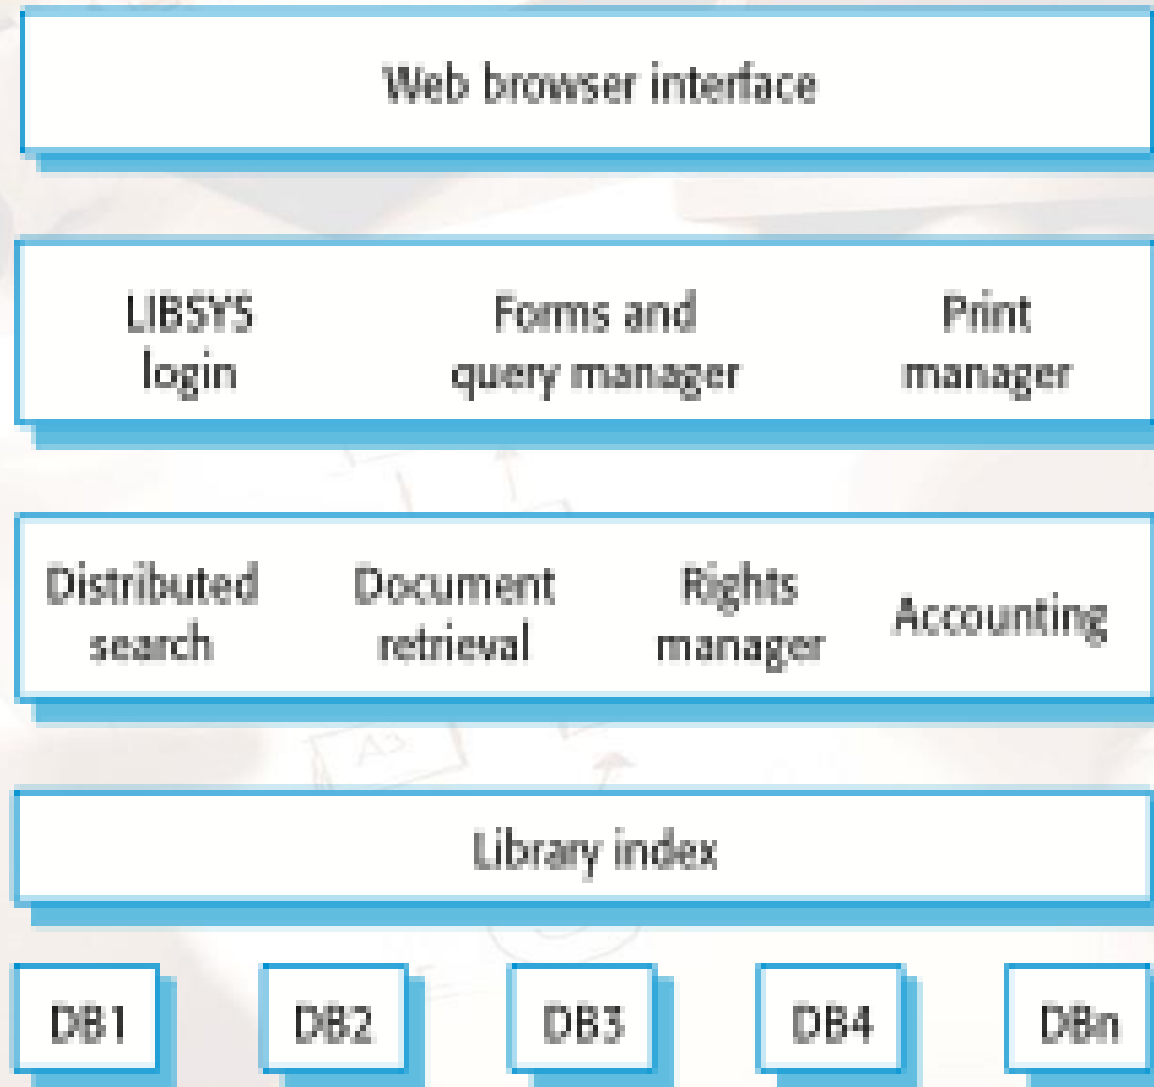 Web browser interface
LIBSYS
login
Forms and
query manager
Print
manager
Distributed
search
Document
retrieval
Rights
manager
Accounting
A3
Library index
DB1
DB2
DB3
DB4
DBn